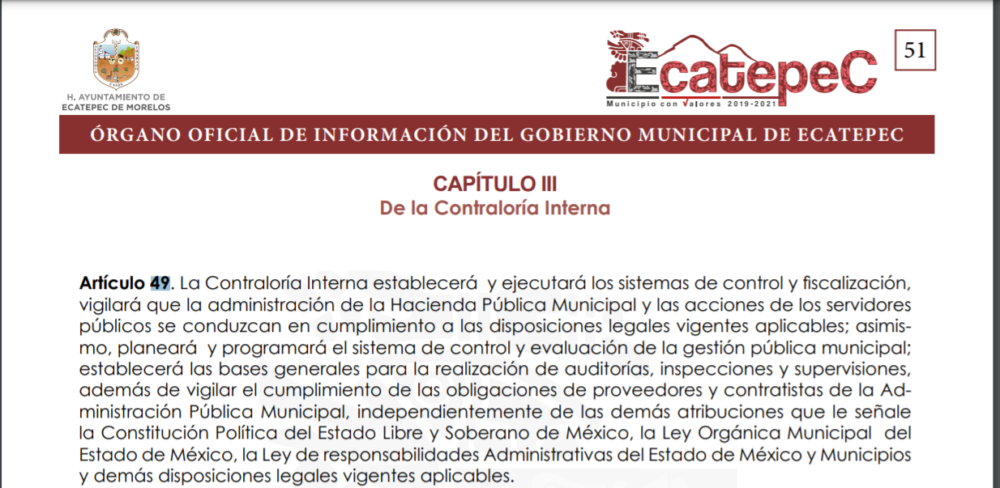 H. AYUNTAMIENTO DE
ECATEPEC DE MORELOS
EcatepeC
Municipio con Valores 2019-2021
51
ÓRGANO OFICIAL DE INFORMACIÓN DEL GOBIERNO MUNICIPAL DE ECATEPEC
CAPÍTULO III
De la Contraloría Interna
Artículo 49. La Contraloría Interna establecerá  y ejecutará los sistemas de control y fiscalización,
vigilará que la administración de la Hacienda Pública Municipal y las acciones de los servidores
públicos se conduzcan en cumplimiento a las disposiciones legales vigentes aplicables; asimis-
mo, planeará  y programará el sistema de control y evaluación de la gestión pública municipal;
establecerá las bases generales para la realización de auditorías, inspecciones y supervisiones,
además de vigilar el cumplimiento de las obligaciones de proveedores y contratistas de la Ad-
ministración Pública Municipal, independientemente de las demás atribuciones que le señale
la Constitución Política del Estado Libre y Soberano de México, la Ley Orgánica Municipal  del
Estado de México, la Ley de responsabilidades Administrativas del Estado de México y Municipios
y demás disposiciones legales vigentes aplicables.